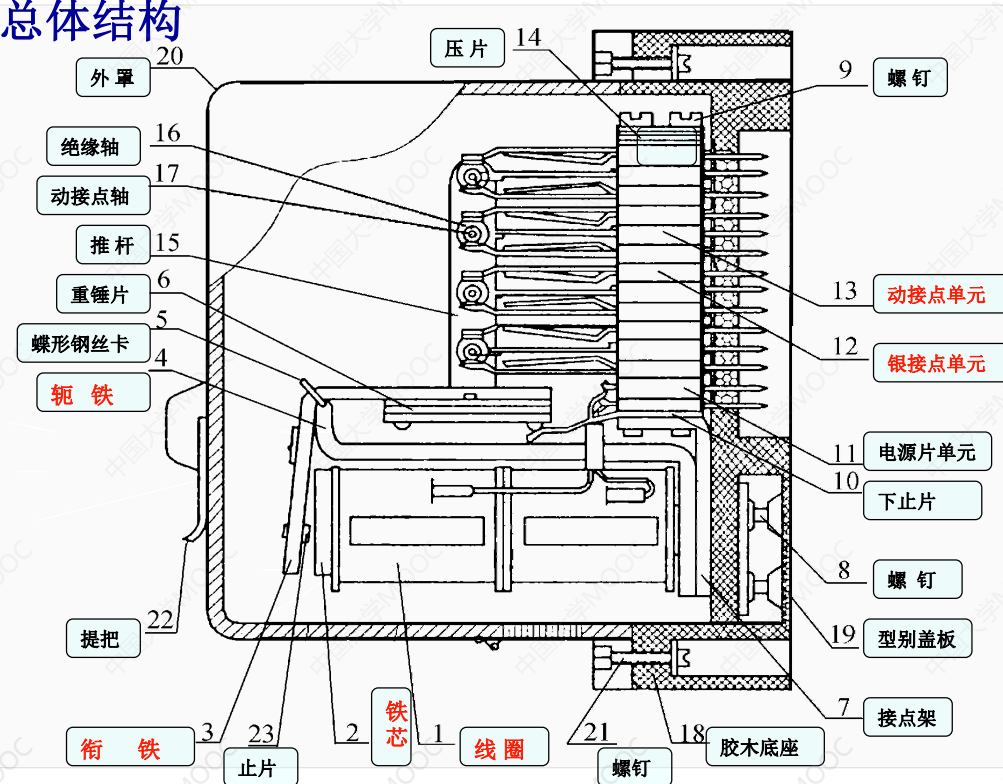 总体结构
压片
14
外罩
20
9
螺钉
绝缘轴
16
动接点轴
17
推杆
15
重锤片
6
蝶形钢丝卡
5
轭铁
4
13
动接点单元
12
银接点单元
11
电源片单元
10
下止片
8
螺钉
提把
22
19
型别盖板
7
接点架
衔铁
3
23
止片
2
铁芯
1
线圈
21
螺钉
18
胶木底座
中国大学MOOC